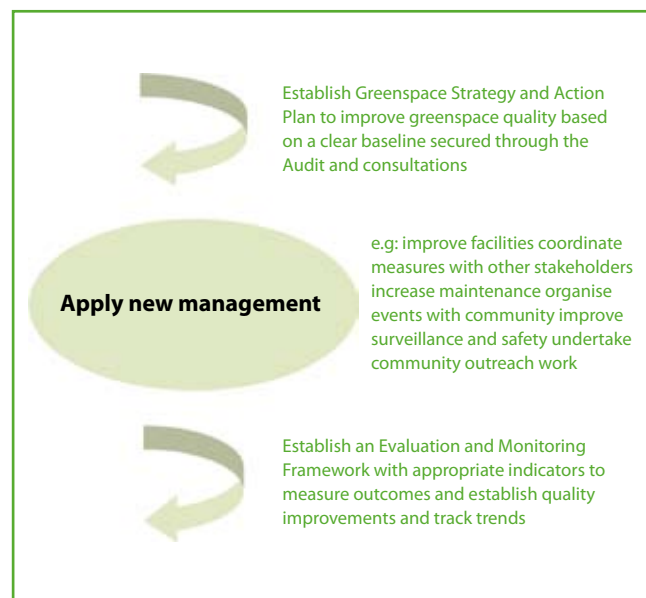 Establish Greenspace Strategy and Action
Plan to improve greenspace quality based
on a clear baseline secured through the
Audit and consultations
Apply new management
e.g: improve facilities coordinate
measures with other stakeholders
increase maintenance organise
events with community improve
surveillance and safety undertake
community outreach work
Establish an Evaluation and Monitoring
Framework with appropriate indicators to
measure outcomes and establish quality
improvements and track trends